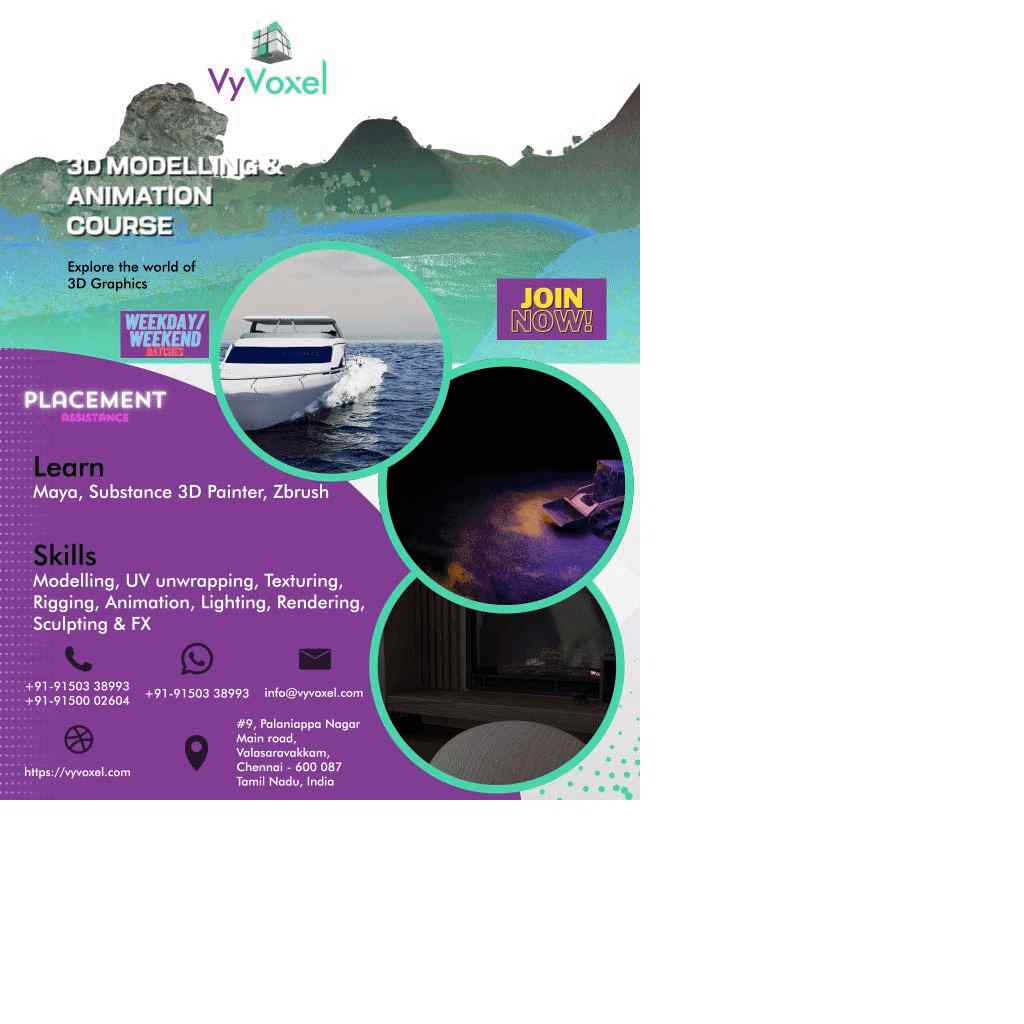 VyVoxel
3D MODELLING &
ANIMATION
COURSE
Explore the world of
3D Graphics
WEEKDAY/
WEEKEND
BATCHES
JOIN
NOW!
PLACEMENT
ASSISTANCE
Learn
Maya, Substance 3D Painter, Zbrush
Skills
Modelling, UV unwrapping, Texturing,
Rigging, Animation, Lighting, Rendering,
Sculpting & FX
+91-91503 38993
+91-91500 02604
+91-91503 38993
info@vyvoxel.com
https://vyvoxel.com
#9, Palaniappa Nagar
Main road,
Valasaravakkam,
Chennai - 600 087
Tamil Nadu, India